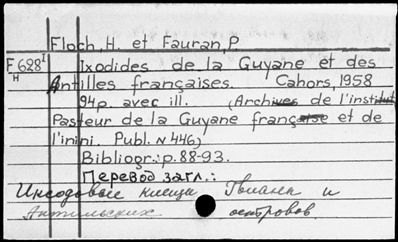 Floch, H. et Fauran, P.
F 628 I
H
Ixodides de la Guyane et des
Antilles françaises. Cahors, 1958
94p. avec ill. (Archives de l'institut
Pasteur de la Guyane française et de
l'inini. Publ. N 446)
Bibliogr.: p. 88-93.
Перевод загл.:
Иксодовые клещи Гвианы и
Антильских островов